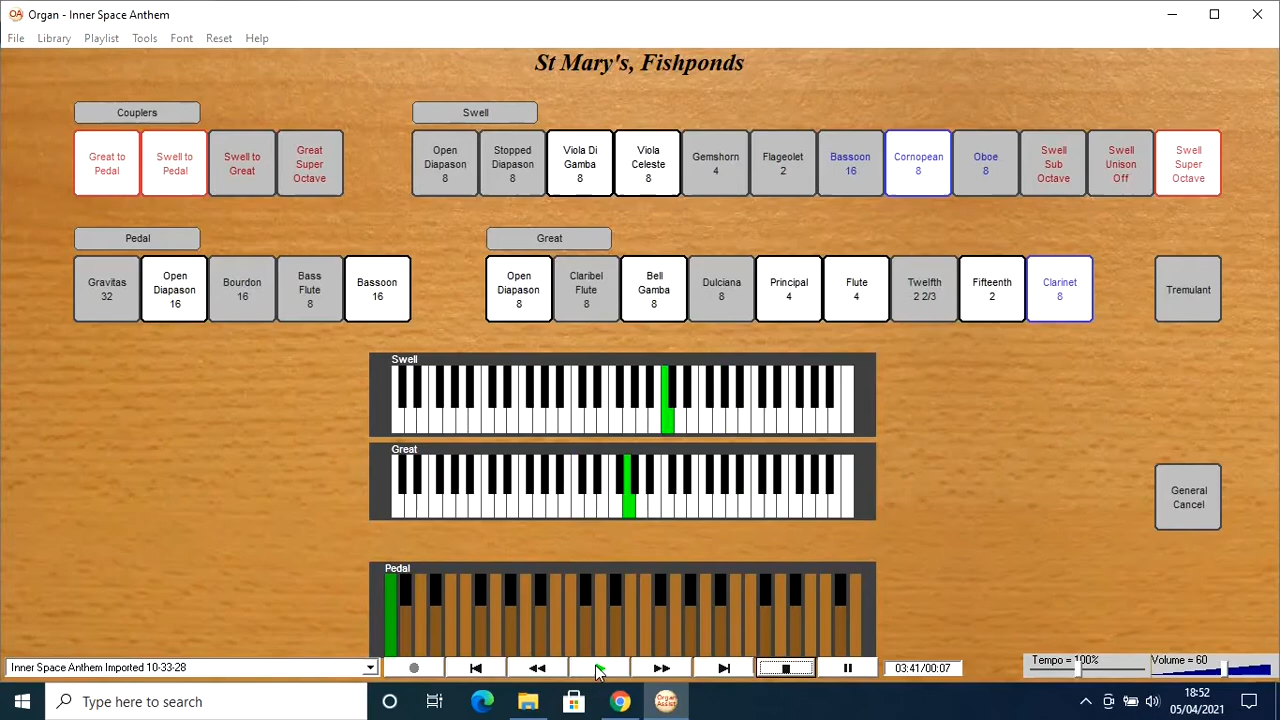 OA Organ - Inner Space Anthem
File Library Playlist Tools Font Reset Help
St Mary's, Fishponds
Couplers Swell
Great to Pedal
Swell to Pedal
Swell to Great
Great Super Octave
Open Diapason 8
Stopped Diapason 8
Viola Di Gamba 8
Viola Celeste 8
Gemshorn 4
Flageolet 2
Bassoon 16
Cornopean 8
Oboe 8
Swell Sub Octave
Swell Unison Off
Swell Super Octave
Pedal Great
Gravitas 32
Open Diapason 16
Bourdon 16
Bass Flute 8
Bassoon 16
Open Diapason 8
Claribel Flute 8
Bell Gamba 8
Dulciana 8
Principal 4
Flute 4
Twelfth 2 2/3
Fifteenth 2
Clarinet 8
Tremulant
Swell
Great
General Cancel
Pedal
Inner Space Anthem Imported 10-33-28
03:41/00:07
Tempo = 100%
Volume = 60
Type here to search
Organ Assist
18:52
05/04/2021